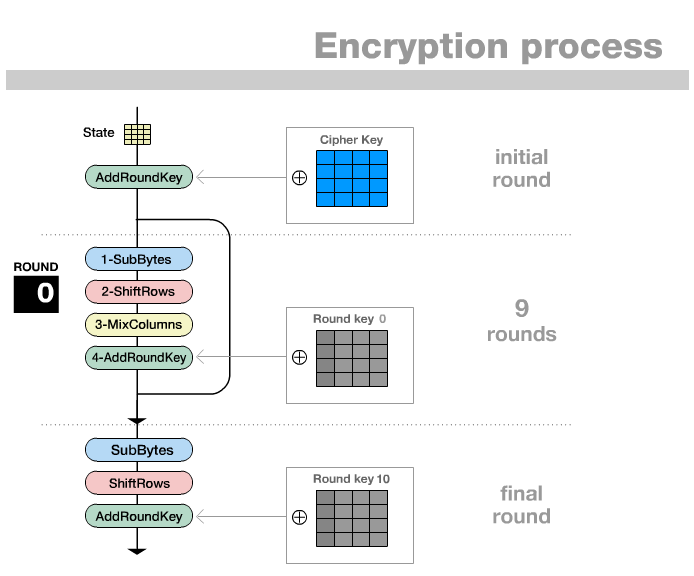 Encryption process
State
Cipher Key
AddRoundKey
initial
round
ROUND
0
1-SubBytes
2-ShiftRows
3-MixColumns
4-AddRoundKey
Round key 0
9
rounds
SubBytes
ShiftRows
AddRoundKey
Round key 10
final
round